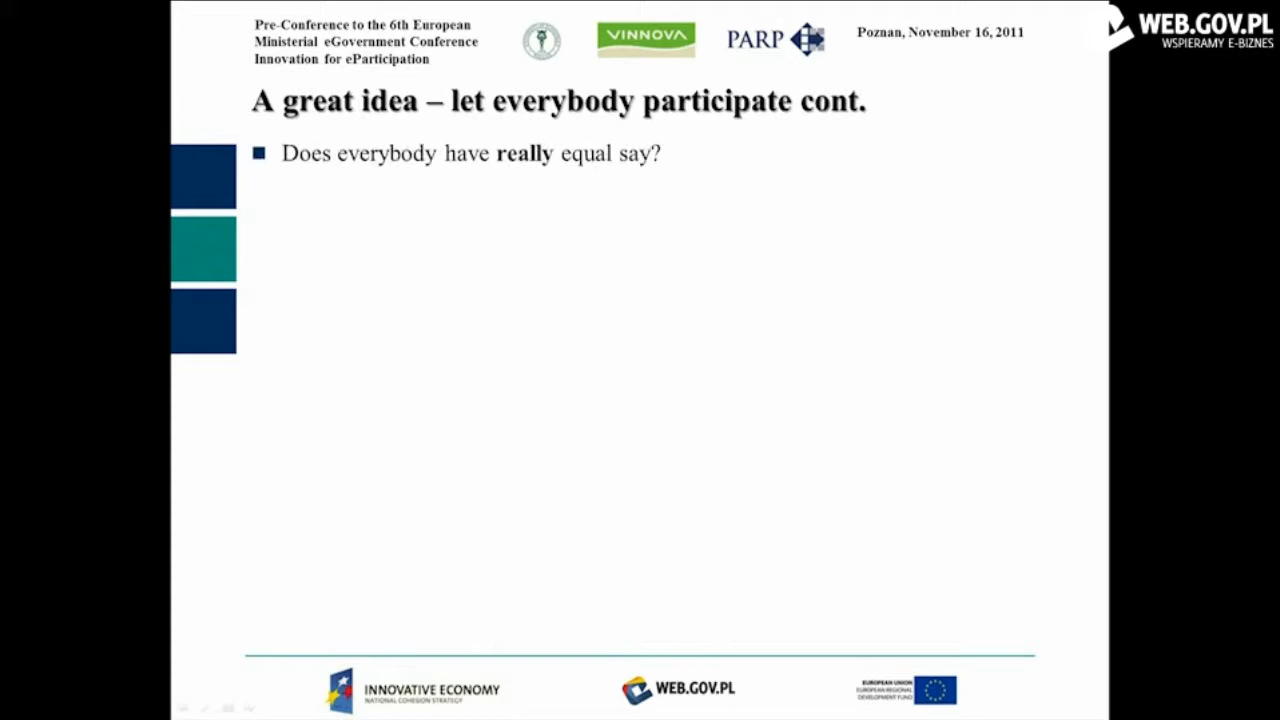 Pre-Conference to the 6th European
Ministerial eGovernment Conference
Innovation for eParticipation
VINNOVA
PARP
Poznan, November 16, 2011
WEB.GOV.PL
WSPIERAMY E-BIZNES
A great idea – let everybody participate cont.
Does everybody have really equal say?
INNOVATIVE ECONOMY
NATIONAL COHESION STRATEGY
WEB.GOV.PL
EUROPEAN UNION
EUROPEAN REGIONAL
DEVELOPMENT FUND